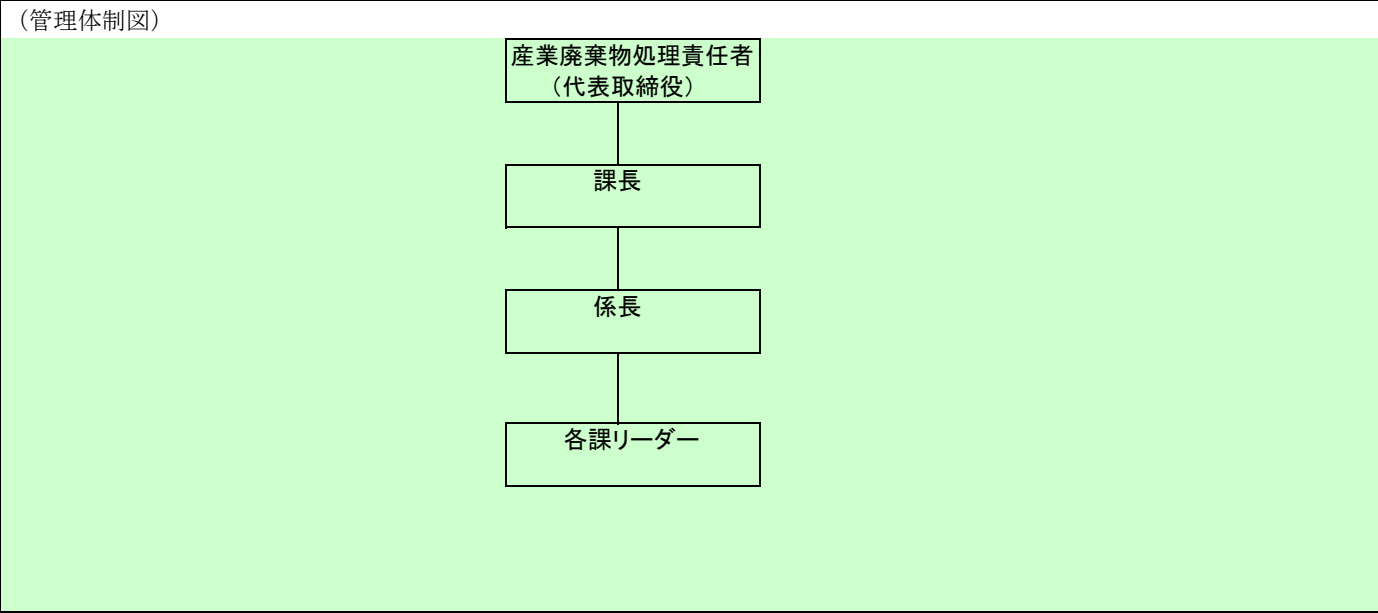 （管理体制図）
産業廃棄物処理責任者
（代表取締役）
課長
係長
各課リーダー